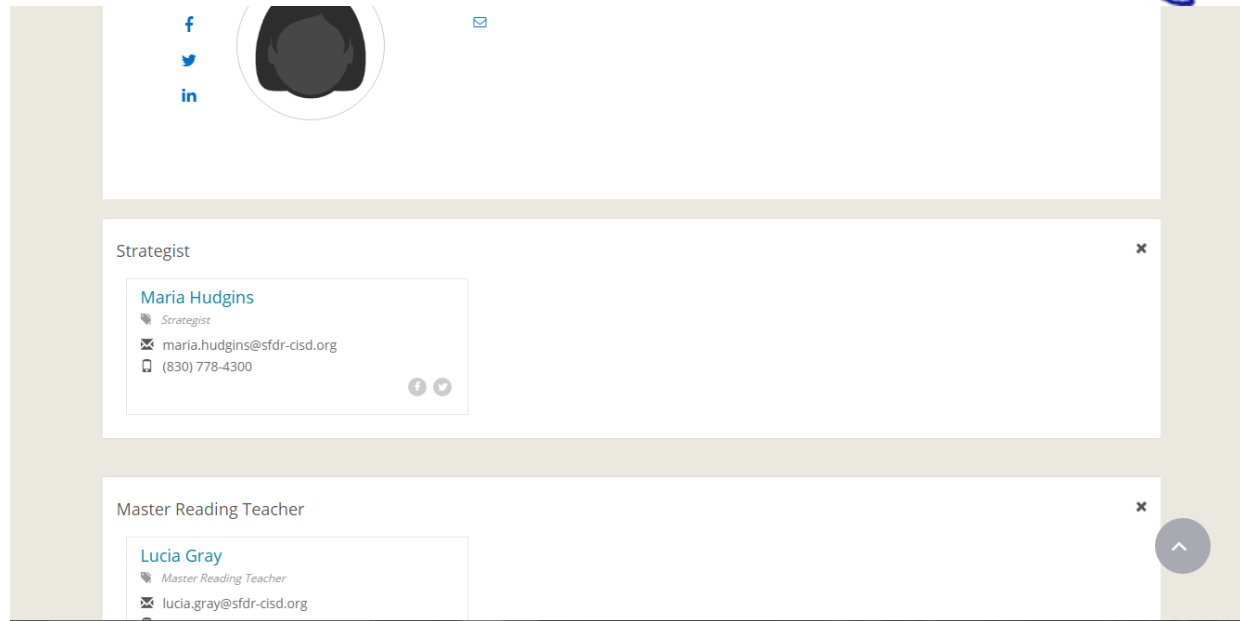 Strategist
Maria Hudgins
Strategist
maria.hudgins@sfdr-cisd.org
(830) 778-4300
Master Reading Teacher
Lucia Gray
Master Reading Teacher
lucia.gray@sfdr-cisd.org